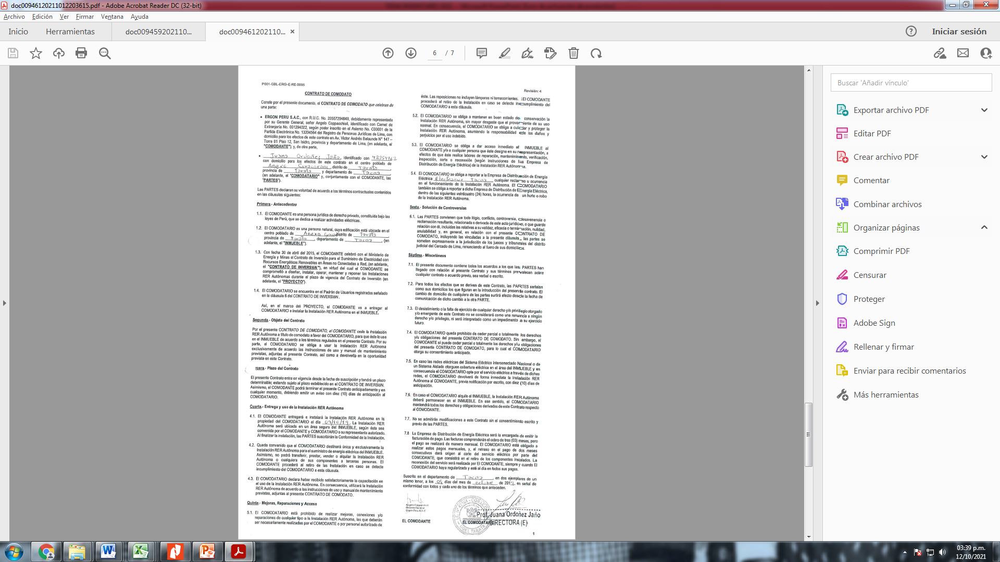 doc00946120211012203615.pdf - Adobe Acrobat Reader DC (32-bit)
Archivo Edición Ver Firmar Ventana Ayuda
Inicio Herramientas doc009459202110... doc009461202110... ×
Iniciar sesión
6 / 7
P001-GBL-ERG-E-RE-0005
CONTRATO DE COMODATO
Conste por el presente documento, el CONTRATO DE COMODATO que celebran de
una parte:
• ERGON PERU S.A.C., con R.U.C. No. 20557294849, debidamente representada
por su Gerente General, señor Angelo Coppacchioli, identificado con Carnet de
Extranjería No. 001294022, según poder inscrito en el Asiento No. C00001 de la
Partida Electrónica No. 13204564 del Registro de Personas Jurídicas de Lima, con
domicilio para los efectos de este contrato en Av. Víctor Andrés Belaunde N° 147 –
Torre 01 Piso 12, San Isidro, provincia y departamento de Lima, (en adelante, el
"COMODANTE"); y, de otra parte,
• Juana Ordoñez Jaño, identificado con
con domicilio para los efectos de este contrato en el centro poblado de
Anexo Coracorani, distrito de Tarata,
provincia de Tarata y departamento de Tacna
(en adelante, el "COMODATARIO" y, conjuntamente con el COMODANTE, las
"PARTES").
Las PARTES declaran su voluntad de acuerdo a los términos contractuales contenidos
en las cláusulas siguientes:
Primera.- Antecedentes
1.1. El COMODANTE es una persona jurídica de derecho privado, constituida bajo las
leyes de Perú, que se dedica a realizar actividades eléctricas.
1.2. El COMODATARIO es una persona natural, cuya edificación está ubicada en el
centro poblado de Anexo distrito de Tarata,
provincia de Tarata, departamento de Tacna, (en
adelante, el "INMUEBLE").
1.3. Con fecha 30 de abril del 2015, el COMODANTE celebró con el Ministerio de
Energía y Minas el Contrato de Inversión para el Suministro de Electricidad con
Recursos Energéticos Renovables en Áreas no Conectadas a Red, (en adelante,
el "CONTRATO DE INVERSIÓN"), en virtud del cual el COMODANTE se
comprometió a diseñar, instalar, operar, mantener y reponer las Instalaciones
RER Autónomas durante el plazo de vigencia del Contrato de Inversión (en
adelante, el "PROYECTO").
1.4. El COMODATARIO se encuentra en el Padrón de Usuarios registrados señalado
en la cláusula 6 del CONTRATO DE INVERSIÓN.
Así, en el marco del PROYECTO, el COMODANTE va a entregar al
COMODATARIO e instalar la Instalación RER Autónoma en el INMUEBLE.
Segunda.- Objeto del Contrato
Por el presente CONTRATO DE COMODATO, el COMODANTE cede la Instalación
RER Autónoma a título de comodato a favor del COMODATARIO, para que éste lo use
en el INMUEBLE de acuerdo a los términos regulados en el presente Contrato. Por su
parte, el COMODATARIO se obliga a usar la Instalación RER Autónoma
exclusivamente de acuerdo las instrucciones de uso y manual de mantenimiento
previstas, adjuntas al presente Contrato, así como a devolverlo en la oportunidad
prevista en este Contrato.
rcera.- Plazo del Contrato
El presente Contrato entra en vigencia desde la fecha de suscripción y tendrá un plazo
determinable; estando sujeto al plazo establecido en el CONTRATO DE INVERSIÓN.
Asimismo, el COMODANTE podrá terminar el presente Contrato anticipadamente y en
cualquier momento, debiendo emitir un aviso con diez (10) días de anticipación al
COMODATARIO.
Cuarta.- Entrega y uso de la Instalación RER Autónoma
4.1. El COMODANTE entregará e instalará la Instalación RER Autónoma en la
propiedad del COMODATARIO el día 09/10/19. La Instalación RER
Autónoma será ubicada en un área segura del INMUEBLE, según ésta sea
convenida por el COMODANTE y COMODATARIO o su representante autorizado.
Al finalizar la instalación, las PARTES suscribirán la Conformidad de la Instalación.
4.2. Queda convenido que el COMODATARIO destinará única y exclusivamente la
Instalación RER Autónoma para el suministro de energía eléctrica del INMUEBLE.
Asimismo, no podrá transferir, prestar, vender o alquilar la Instalación RER
Autónoma o cualquiera de sus componentes a terceras personas. El
COMODANTE procederá al retiro de las Instalación en caso se detecte
incumplimiento del COMODATARIO a esta cláusula.
4.3. El COMODATARIO declara haber recibido satisfactoriamente la capacitación en
el uso de la Instalación RER Autónoma. En consecuencia, utilizará la Instalación
RER Autónoma de acuerdo a las instrucciones de uso y manual de mantenimiento
previstas, adjuntas al presente CONTRATO DE COMODATO.
Quinta.- Mejoras, Reparaciones y Acceso
5.1. El COMODATARIO está prohibido de realizar mejoras, conexiones y/o
reparaciones de cualquier tipo a la Instalación RER Autónoma, las que deberán
ser necesariamente realizadas por el COMODANTE o por personal autorizado de
Revisión: 4
éste. Las reposiciones no incluyen lámparas ni tomacorrientes. El COMODANTE
procederá al retiro de la Instalación en caso se detecte incumplimiento del
COMODATARIO a esta cláusula.
5.2. El COMODATARIO se obliga a mantener en buen estado de conservación la
Instalación RER Autónoma, sin mayor desgaste que el proveniente de su uso
normal. En consecuencia, el COMODATARIO se obliga a cuidar y proteger la
Instalación RER Autónoma, asumiendo la responsabilidad de los daños y
perjuicios por el uso indebido.
5.3. El COMODATARIO se obliga a dar acceso inmediato al INMUEBLE al
COMODANTE y/o a cualquier persona que éste designe en su representación, a
efectos de que éste realice labores de reparación, mantenimiento, verificación,
inspección, corte o reconexión (según instrucciones de la Empresa de
Distribución de Energía Eléctrica) de la Instalación RER Autónoma.
5.4. El COMODATARIO se obliga a reportar a la Empresa de Distribución de Energía
Eléctrica Electrosur Tacna cualquier reclamo u ocurrencia
en el funcionamiento de la Instalación RER Autónoma. El COMODATARIO
también se obliga a reportar a dicha Empresa de Distribución de Energía Eléctrica,
dentro de las siguientes veinticuatro (24) horas, la ocurrencia de un hurto o robo
de la Instalación RER Autónoma.
Sexta.- Solución de Controversias
6.1. Las PARTES convienen que todo litigio, conflicto, controversia, desavenencia o
reclamación resultante, relacionada o derivada de este acto jurídico, o que guarde
relación con él, incluidas las relativas a su validez, eficacia o terminación, nulidad,
anulabilidad y, en general, en relación con el presente CONTRATO DE
COMODATO, incluyendo las vinculadas a la presente cláusula, las partes se
someten expresamente a la jurisdicción de los jueces y tribunales del distrito
judicial del Cercado de Lima, renunciando al fuero de sus domicilios.
Séptima.- Misceláneos
7.1. El presente documento contiene todos los acuerdos a los que las PARTES han
llegado con relación al presente Contrato y sus términos prevalecen sobre
cualquier contrato o acuerdo previo, sea verbal o escrito.
7.2. Para todos los efectos que se deriven de este Contrato, las PARTES señalan
como sus domicilios los que figuran en la introducción del presente contrato. El
cambio de domicilio de cualquiera de las partes surtirá efecto desde la fecha de
comunicación de dicho cambio a la otra PARTE.
7.3. El desistimiento o la falta de ejercicio de cualquier derecho y/o privilegio otorgado
y/o emergente de este Contrato no se considerará como una renuncia a ningún
derecho y/o privilegio, ni será interpretado como un impedimento a su ejercicio
futuro.
7.4. El COMODATARIO queda prohibido de ceder parcial o totalmente los derechos
y/u obligaciones del presente CONTRATO DE COMODATO. Sin embargo, el
COMODANTE si puede ceder parcial o totalmente los derechos y/u obligaciones
del presente CONTRATO DE COMODATO, para lo cual el COMODATARIO
otorga su consentimiento anticipado.
7.5. En caso las redes eléctricas del Sistema Eléctrico Interconectado Nacional o de
un Sistema Aislado otorguen cobertura eléctrica en el área del INMUEBLE y en
consecuencia el COMODATARIO opte por el servicio eléctrico a través de dichas
redes, el COMODATARIO devolverá de forma inmediata la Instalación RER
Autónoma al COMODANTE, previa notificación por escrito, con diez (10) días de
anticipación.
7.6. En caso el COMODATARIO alquile el INMUEBLE, la Instalación RER Autónoma
deberá permanecer en el INMUEBLE. En ese sentido, el COMODATARIO
mantendrá todos los derechos y obligaciones derivados de este Contrato respecto
al COMODANTE.
7.7. No se admitirán modificaciones a este Contrato sin el consentimiento escrito y
previo de las PARTES.
7.8 La Empresa de Distribución de Energía Eléctrica será la encargada de emitir la
facturación de pago. Las facturas comprenderán el cobro de tres (03) meses, pero
el pago se realizará de manera mensual. El COMODATARIO está obligado a
realizar estos pagos mensuales, y, el retraso en el pago de dos meses
consecutivos dará origen al corte del servicio eléctrico por parte del
COMODANTE, que consistirá en el retiro de los componentes instalados. La
reconexión del servicio será realizada por El COMODANTE, siempre y cuando El
COMODATARIO haya regularizado y esté al día en todos sus pagos.
Suscrito en el departamento de Tacna, en dos ejemplares de un
mismo tenor, a los 09 días del mes de octubre de 2019, en señal de
conformidad con todos y cada uno de los términos que anteceden.
Angelo Coppacchioli
Gerente General
Ergon Perú S.A.C
EL COMODANTE
Prof. Juana Ordoñez Jaño
EL COMODATARIO
DIRECTORA (E)
UGEL TARATA
1
Buscar 'Añadir vínculo'
Exportar archivo PDF
Editar PDF
Crear archivo PDF
Comentar
Combinar archivos
Organizar páginas
Comprimir PDF
Censurar
Proteger
Adobe Sign
Rellenar y firmar
Enviar para recibir comentarios
Más herramientas
03:39 p.m.
12/10/2021